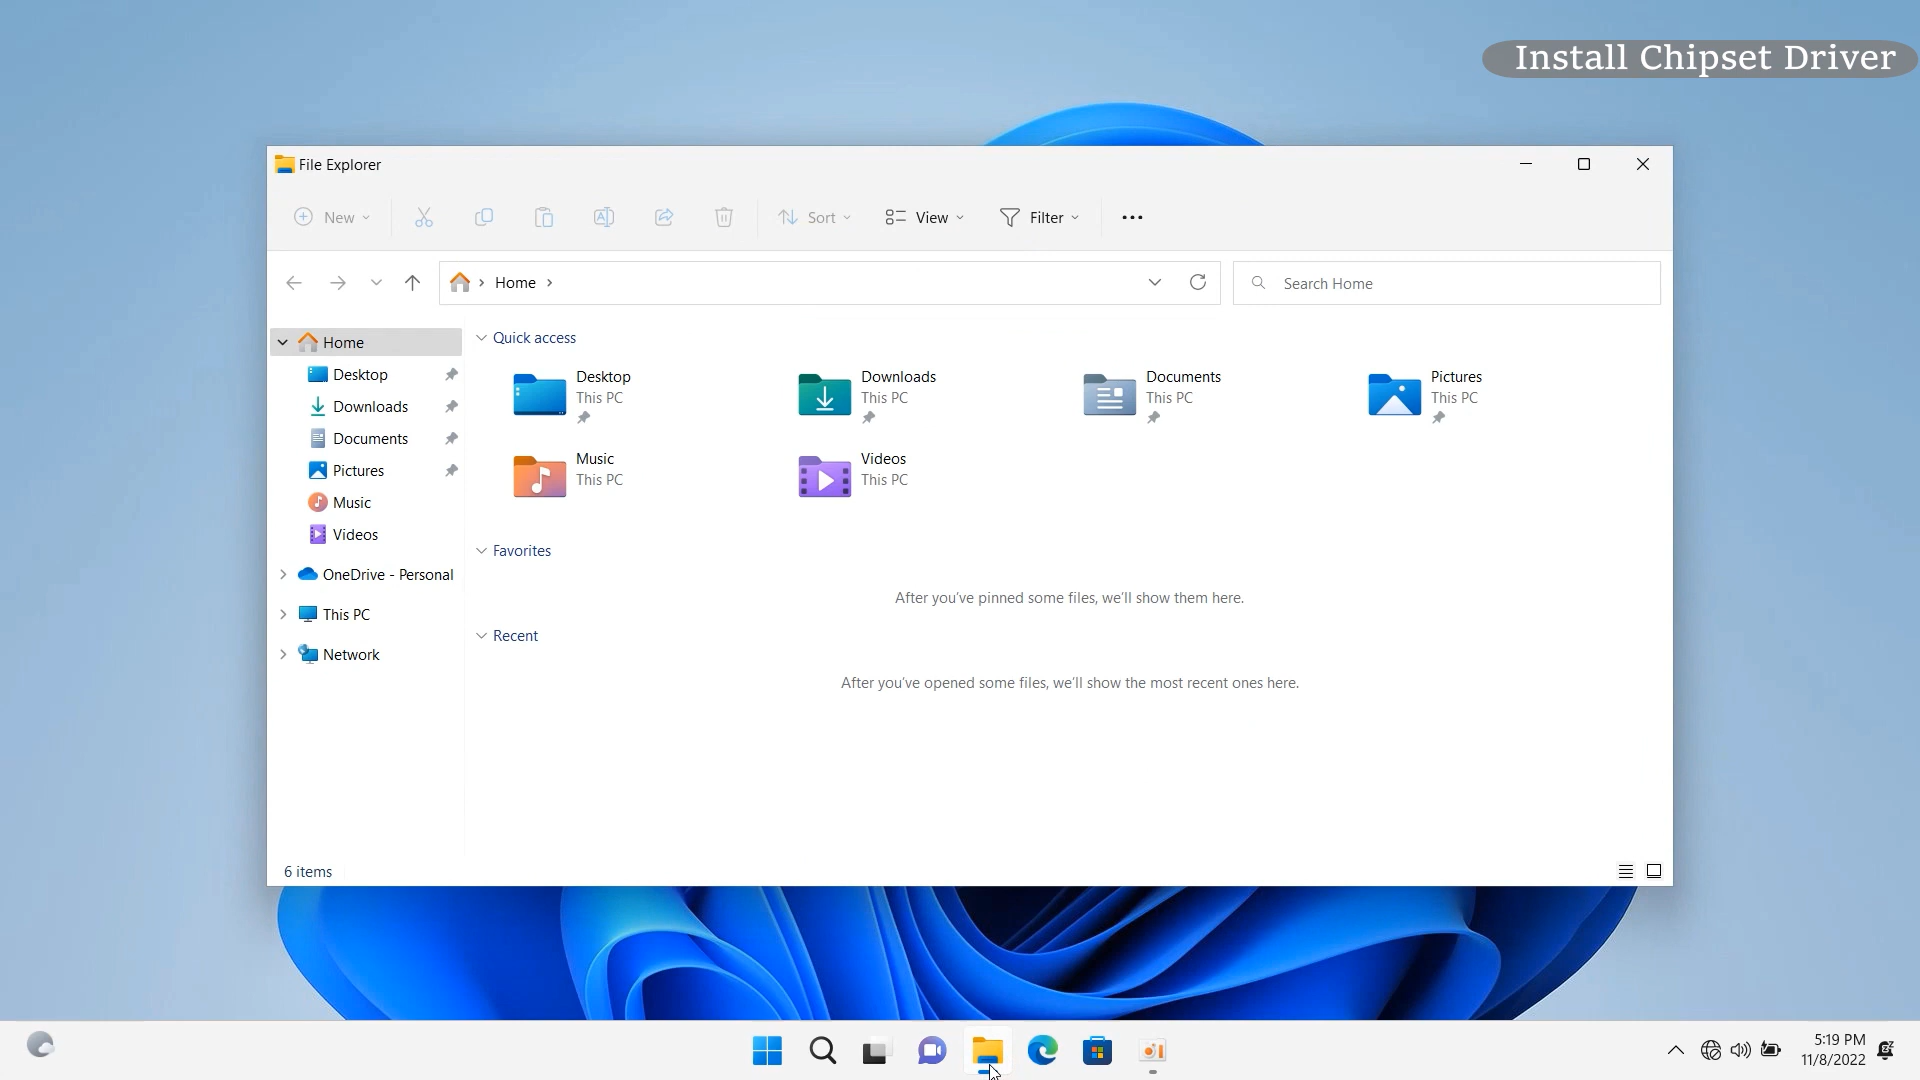 Install Chipset Driver
File Explorer
New
Sort
View
Filter
Home
Search Home
Home
Desktop
Downloads
Documents
Pictures
Music
Videos
OneDrive - Personal
This PC
Network
Quick access
Desktop
This PC
Downloads
This PC
Documents
This PC
Pictures
This PC
Music
This PC
Videos
This PC
Favorites
After you've pinned some files, we'll show them here.
Recent
After you've opened some files, we'll show the most recent ones here.
6 items
5:19 PM
11/8/2022